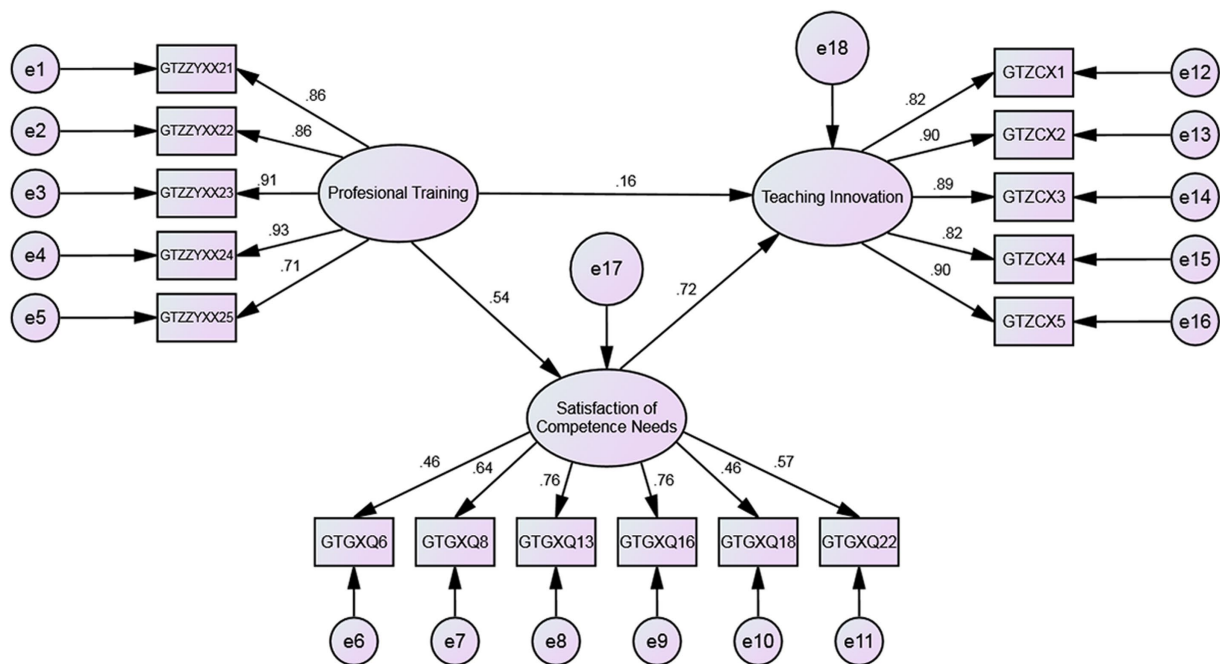 e1
GTZZYXX21
.86
e2
GTZZYXX22
.86
e3
GTZZYXX23
.91
e4
GTZZYXX24
.93
e5
GTZZYXX25
.71
Profesional Training
.16
.54
e18
Teaching Innovation
e17
.72
.82
GTZCX1
e12
.90
GTZCX2
e13
.89
GTZCX3
e14
.82
GTZCX4
e15
.90
GTZCX5
e16
Satisfaction of
Competence Needs
.46
.64
.76
.76
.46
.57
GTGXQ6
GTGXQ8
GTGXQ13
GTGXQ16
GTGXQ18
GTGXQ22
e6
e7
e8
e9
e10
e11